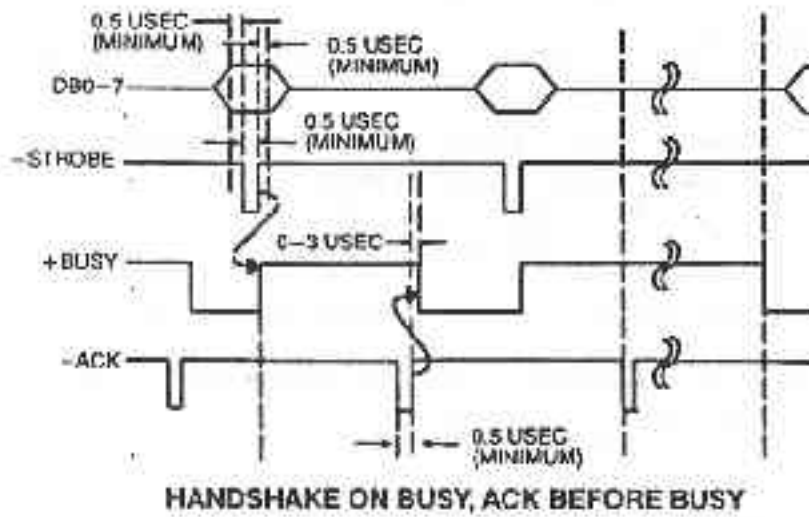 0.5 USEC
(MINIMUM)
0.5 USEC
(MINIMUM)
DB0-7
0.5 USEC
(MINIMUM)
-STROBE
0-3 USEC
+BUSY
-ACK
0.5 USEC
(MINIMUM)
HANDSHAKE ON BUSY, ACK BEFORE BUSY